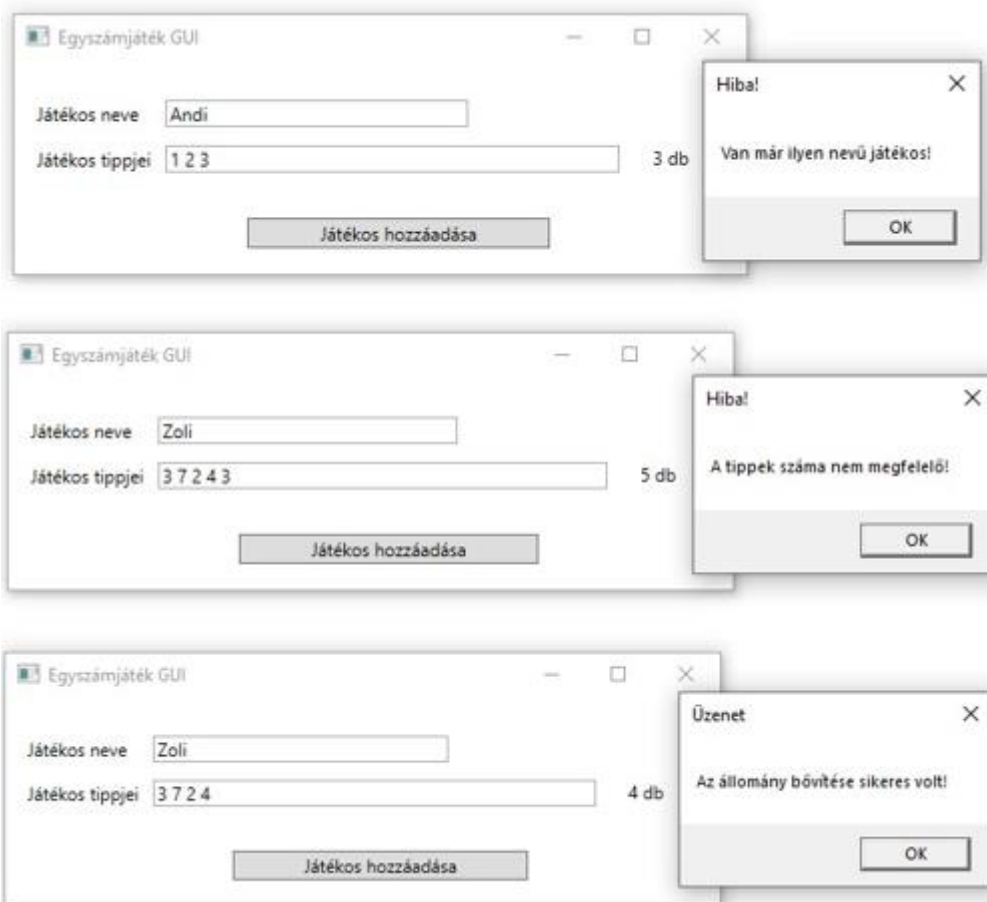 Egyszámjáték GUI
Játékos neve Andi
Játékos tippjei 1 2 3 3 db
Játékos hozzáadása
Hiba!
Van már ilyen nevű játékos!
OK
Egyszámjáték GUI
Játékos neve Zoli
Játékos tippjei 3 7 2 4 3 5 db
Játékos hozzáadása
Hiba!
A tippek száma nem megfelelő!
OK
Egyszámjáték GUI
Játékos neve Zoli
Játékos tippjei 3 7 2 4 4 db
Játékos hozzáadása
Üzenet
Az állomány bővítése sikeres volt!
OK